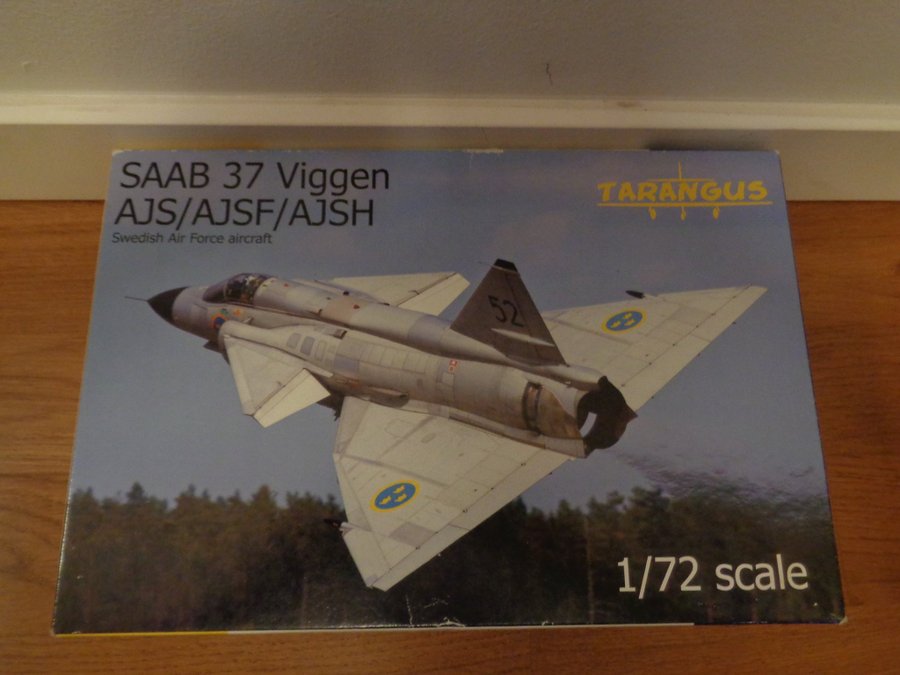 SAAB 37 Viggen
AJS/AJSF/AJSH
Swedish Air Force aircraft
TARANGUS
52
1/72 scale